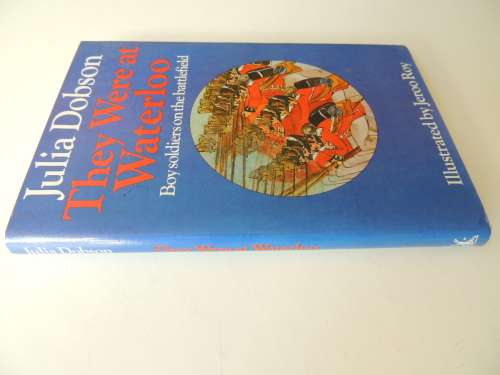 Julia Dobson
They Were at
Waterloo
Boy soldiers on the battlefield
Illustrated by Jeroo Roy
Julia Dobson
They Were at Waterloo